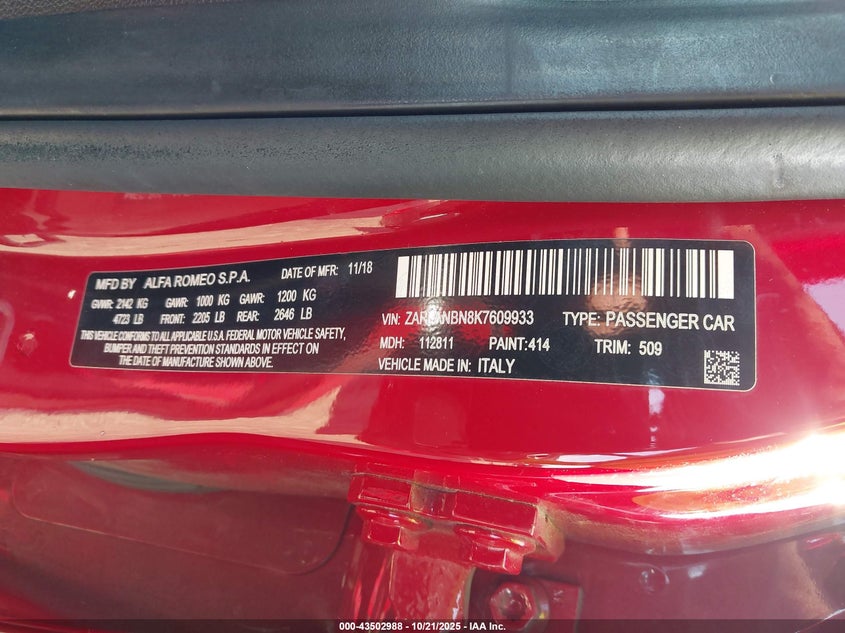 MFD BY ALFA ROMEO S.P.A. DATE OF MFR: 11/18
GVWR: 2142 KG GAWR: 1000 KG GAWR: 1200 KG
4723 LB FRONT: 2205 LB REAR: 2646 LB
THIS VEHICLE CONFORMS TO ALL APPLICABLE U.S.A. FEDERAL MOTOR VEHICLE SAFETY,
BUMPER AND THEFT PREVENTION STANDARDS IN EFFECT ON
THE DATE OF MANUFACTURE SHOWN ABOVE.
VIN: TYPE: PASSENGER CAR
MDH: 112811 PAINT: 414 TRIM: 509
VEHICLE MADE IN: ITALY
000-43502988 - 10/21/2025 - IAA Inc.